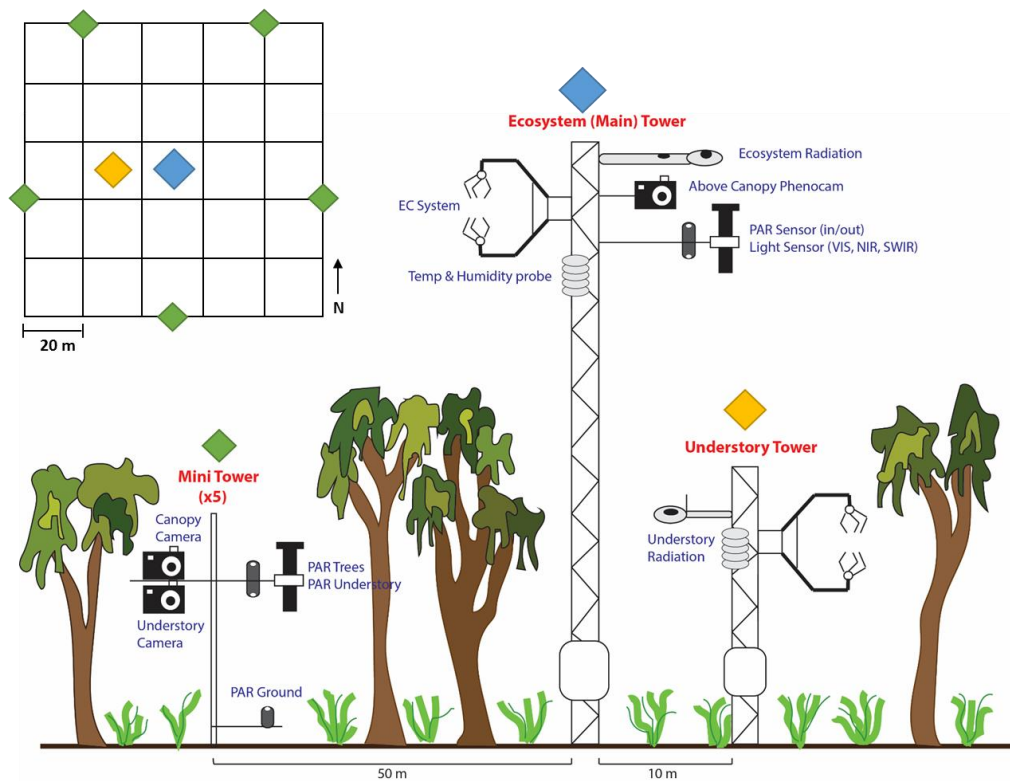 N
20 m
Ecosystem (Main) Tower
Ecosystem Radiation
Above Canopy Phenocam
EC System
PAR Sensor (in/out)
Light Sensor (VIS, NIR, SWIR)
Temp & Humidity probe
Understory Tower
Understory
Radiation
Mini Tower
(x5)
Canopy
Camera
PAR Trees
PAR Understory
Understory
Camera
PAR Ground
50 m
10 m